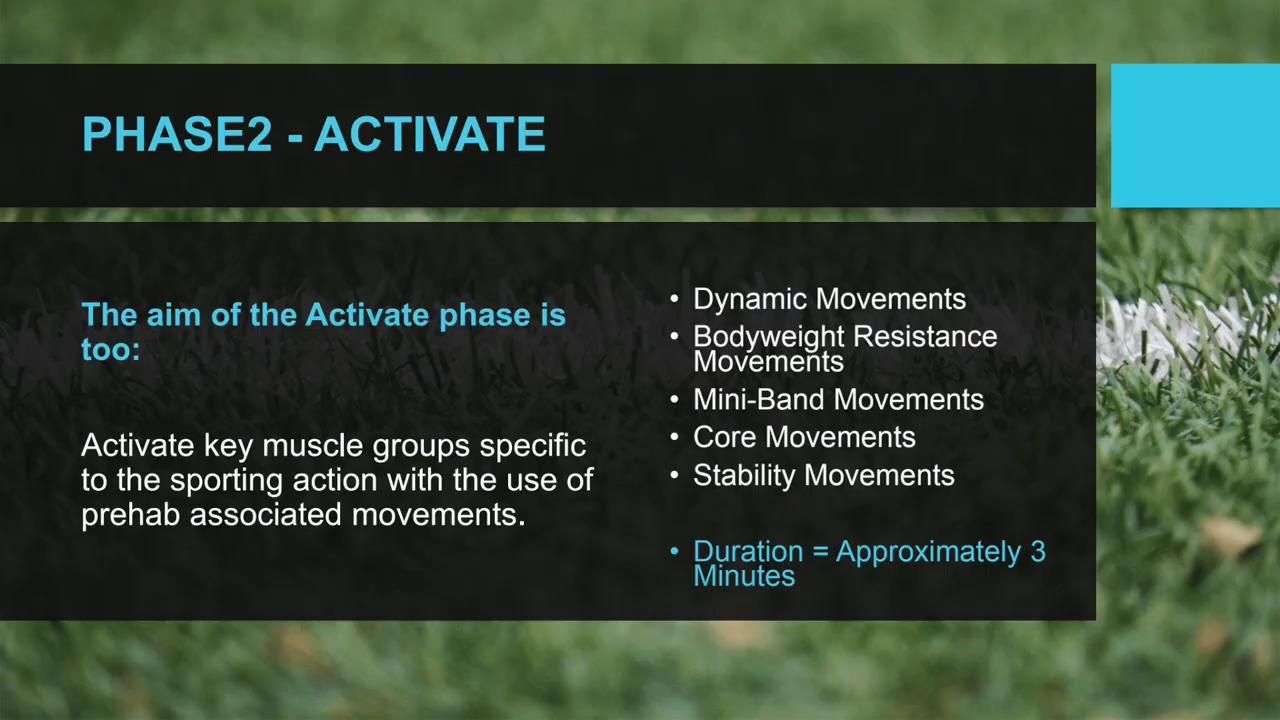 PHASE2 - ACTIVATE
The aim of the Activate phase is
too:
Activate key muscle groups specific
to the sporting action with the use of
prehab associated movements.
• Dynamic Movements
• Bodyweight Resistance
Movements
• Mini-Band Movements
• Core Movements
• Stability Movements
• Duration = Approximately 3
Minutes